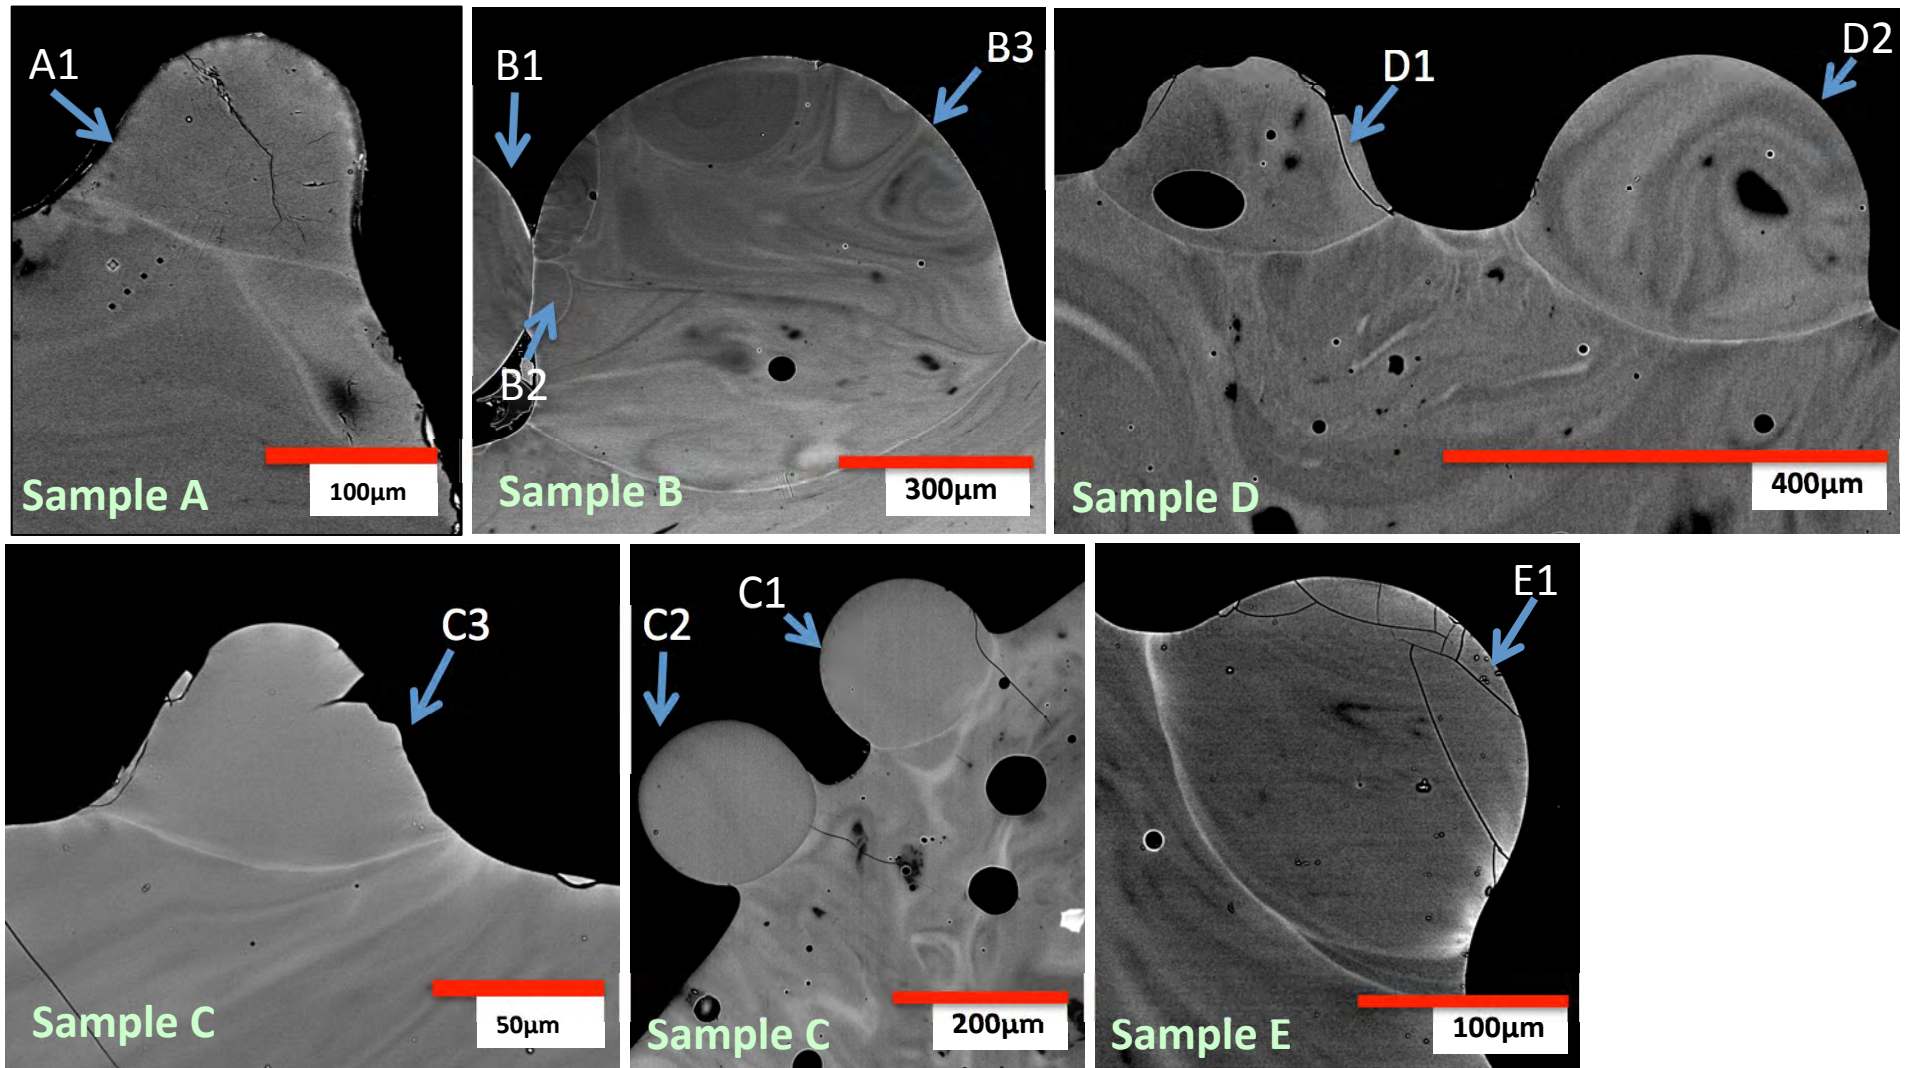 A1
100µm
Sample A
B1
B3
B2
300µm
Sample B
D2
D1
400µm
Sample D
C3
50µm
Sample C
C1
C2
200µm
Sample C
E1
100µm
Sample E